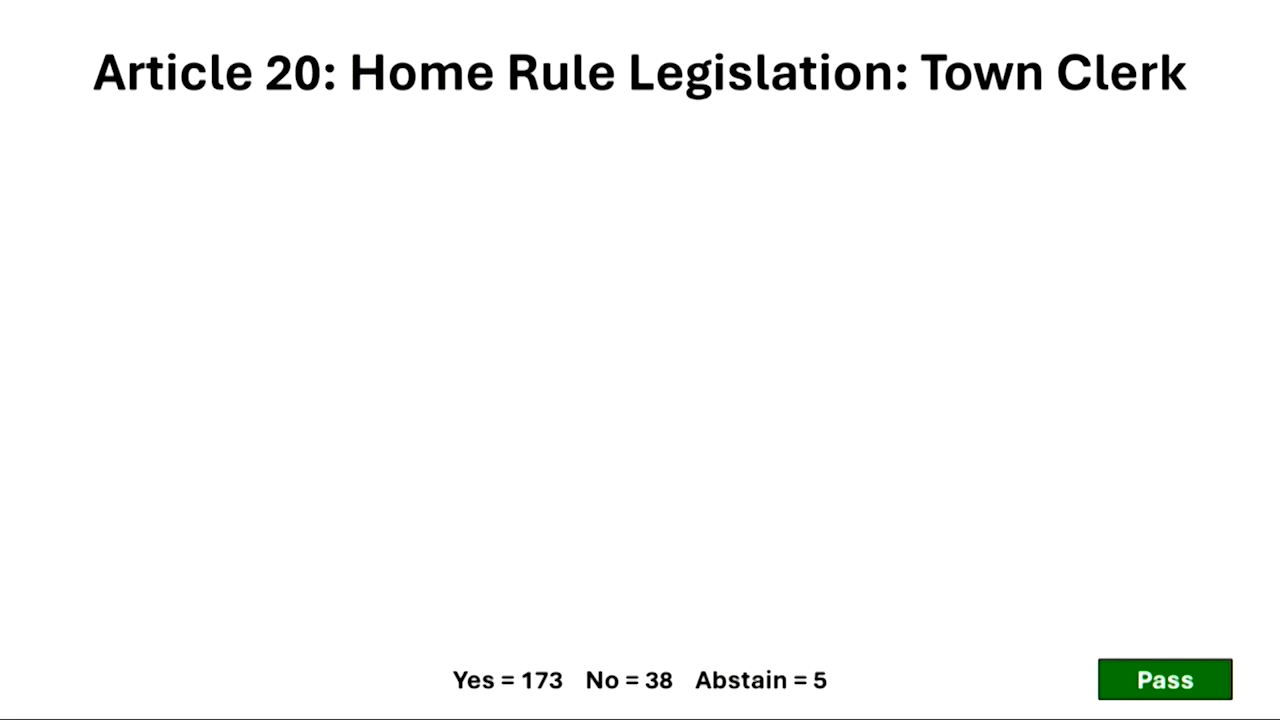 Article 20: Home Rule Legislation: Town Clerk
Yes = 173 No = 38 Abstain = 5
Pass